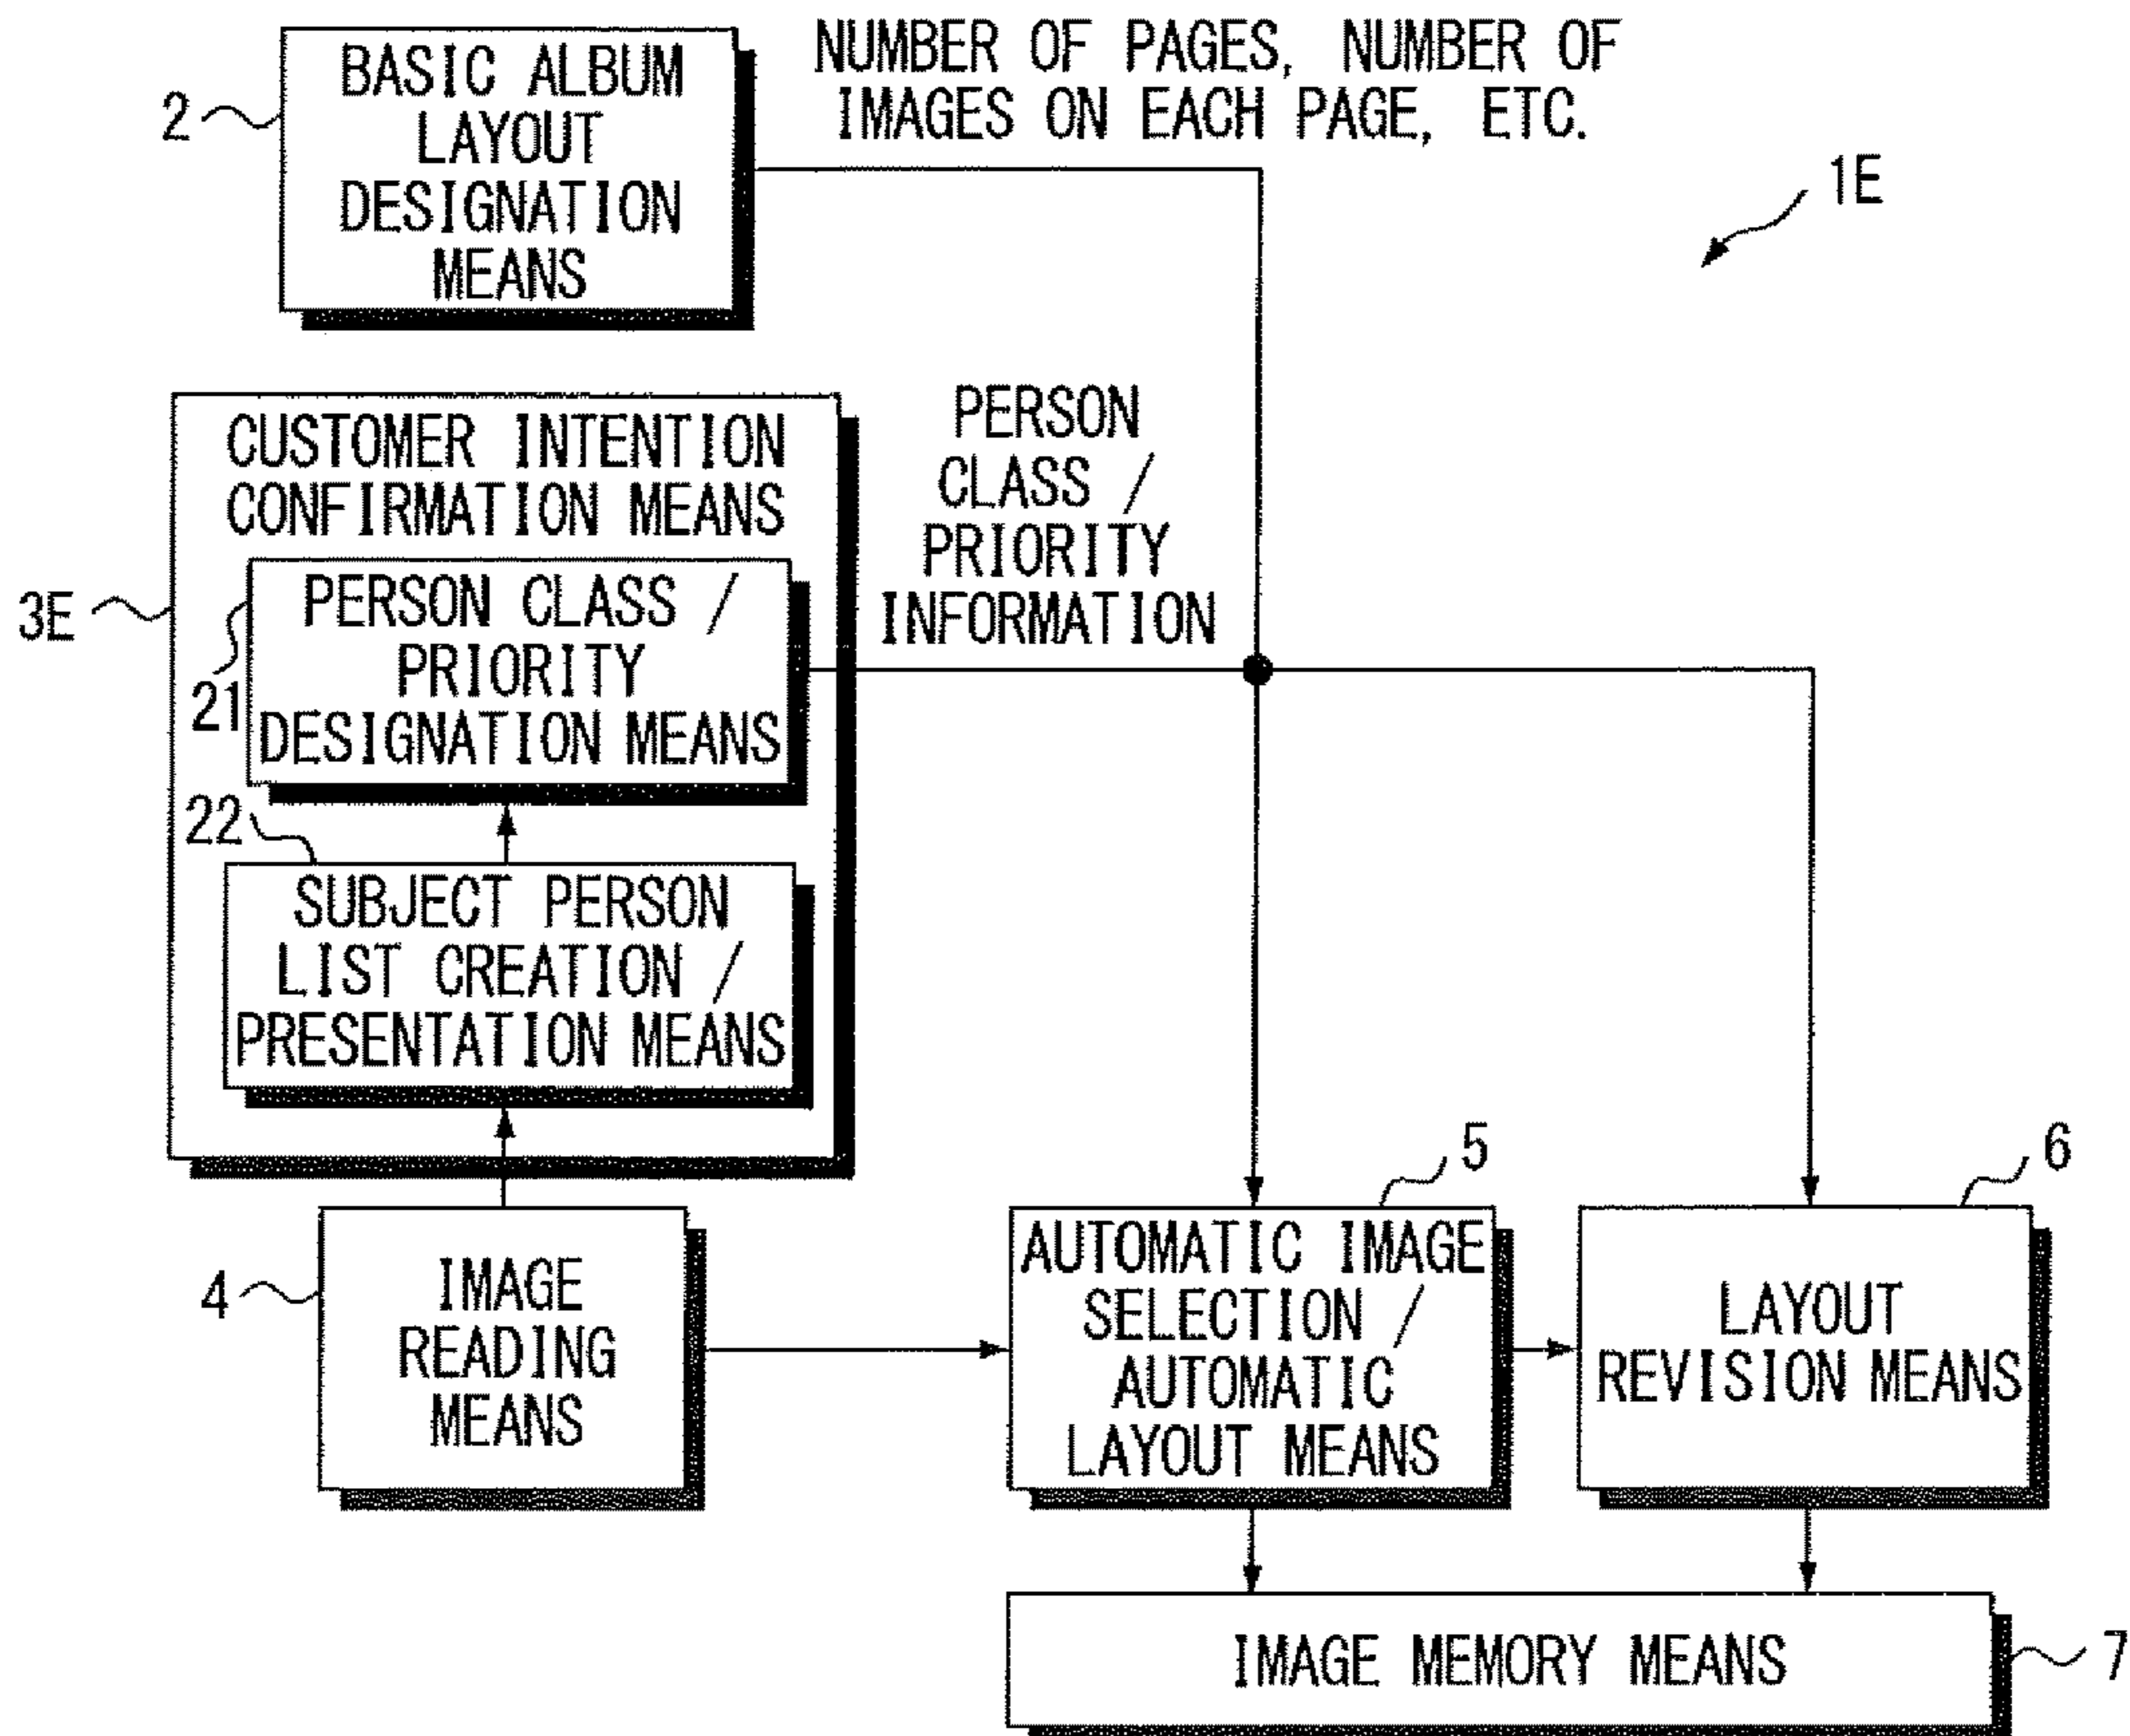 BASIC ALBUM
LAYOUT
DESIGNATION
MEANS
2
NUMBER OF PAGES, NUMBER OF
IMAGES ON EACH PAGE, ETC.
1E
CUSTOMER INTENTION
CONFIRMATION MEANS
3E
PERSON CLASS /
PRIORITY
DESIGNATION MEANS
21
PERSON
CLASS /
PRIORITY
INFORMATION
22
SUBJECT PERSON
LIST CREATION /
PRESENTATION MEANS
4
IMAGE
READING
MEANS
5
AUTOMATIC IMAGE
SELECTION /
AUTOMATIC
LAYOUT MEANS
6
LAYOUT
REVISION MEANS
IMAGE MEMORY MEANS
7